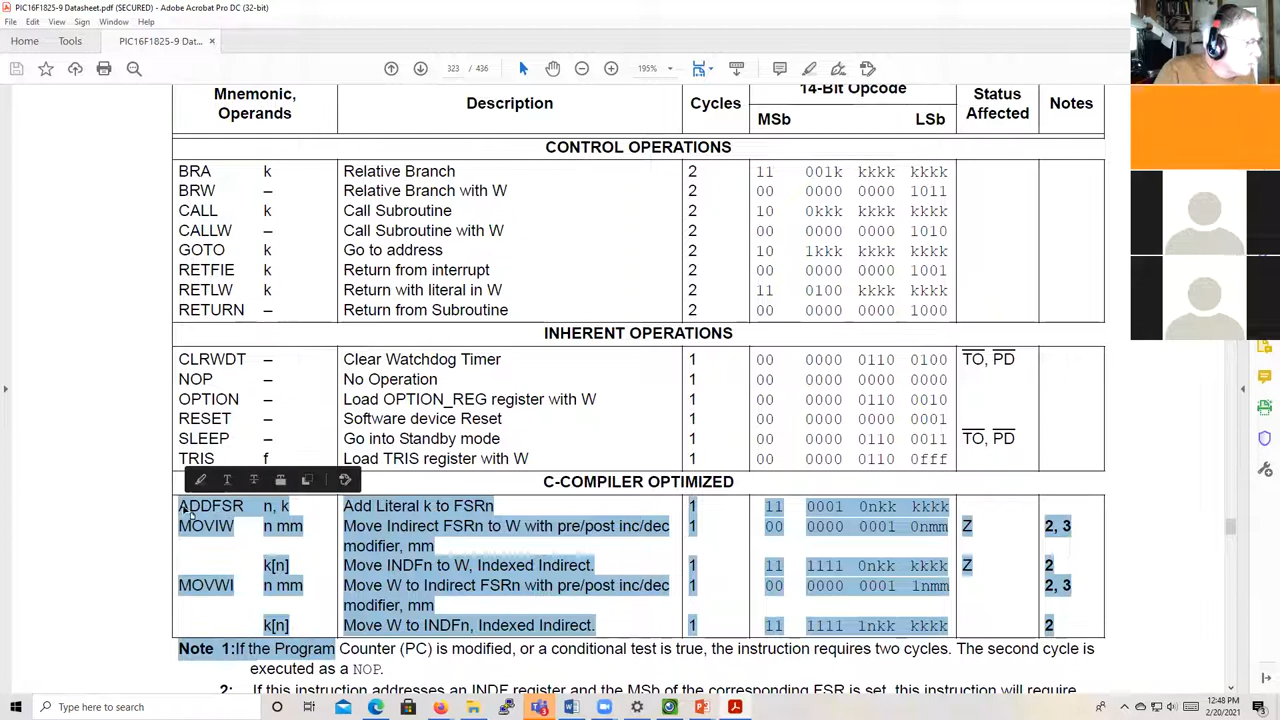 PIC16F1825-9 Datasheet.pdf (SECURED) - Adobe Acrobat Pro DC (32-bit)
File Edit View Sign Window Help
Home Tools PIC16F1825-9 Dat... ×
323 / 436 195%
Mnemonic, Operands Description Cycles 14-Bit Opcode MSb LSb Status Affected Notes
CONTROL OPERATIONS
BRA k Relative Branch 2 11 001k kkkk kkkk
BRW – Relative Branch with W 2 00 0000 0000 1011
CALL k Call Subroutine 2 10 0kkk kkkk kkkk
CALLW – Call Subroutine with W 2 00 0000 0000 1010
GOTO k Go to address 2 10 1kkk kkkk kkkk
RETFIE k Return from interrupt 2 00 0000 0000 1001
RETLW k Return with literal in W 2 11 0100 kkkk kkkk
RETURN – Return from Subroutine 2 00 0000 0000 1000
INHERENT OPERATIONS
CLRWDT – Clear Watchdog Timer 1 00 0000 0110 0100 TO, PD
NOP – No Operation 1 00 0000 0000 0000
OPTION – Load OPTION_REG register with W 1 00 0000 0110 0010
RESET – Software device Reset 1 00 0000 0000 0001
SLEEP – Go into Standby mode 1 00 0000 0110 0011 TO, PD
TRIS f Load TRIS register with W 1 00 0000 0110 0fff
C-COMPILER OPTIMIZED
ADDFSR n, k Add Literal k to FSRn 1 11 0001 0nkk kkkk
MOVIW n mm Move Indirect FSRn to W with pre/post inc/dec 1 00 0000 0001 0nmm Z 2, 3
modifier, mm
k[n] Move INDFn to W, Indexed Indirect. 1 11 1111 0nkk kkkk Z 2
MOVWI n mm Move W to Indirect FSRn with pre/post inc/dec 1 00 0000 0001 1nmm 2, 3
modifier, mm
k[n] Move W to INDFn, Indexed Indirect. 1 11 1111 1nkk kkkk 2
Note 1:If the Program Counter (PC) is modified, or a conditional test is true, the instruction requires two cycles. The second cycle is
executed as a NOP.
2: If this instruction addresses an INDF register and the MSb of the corresponding FSR is set, this instruction will require
Type here to search 12:48 PM
2/20/2021